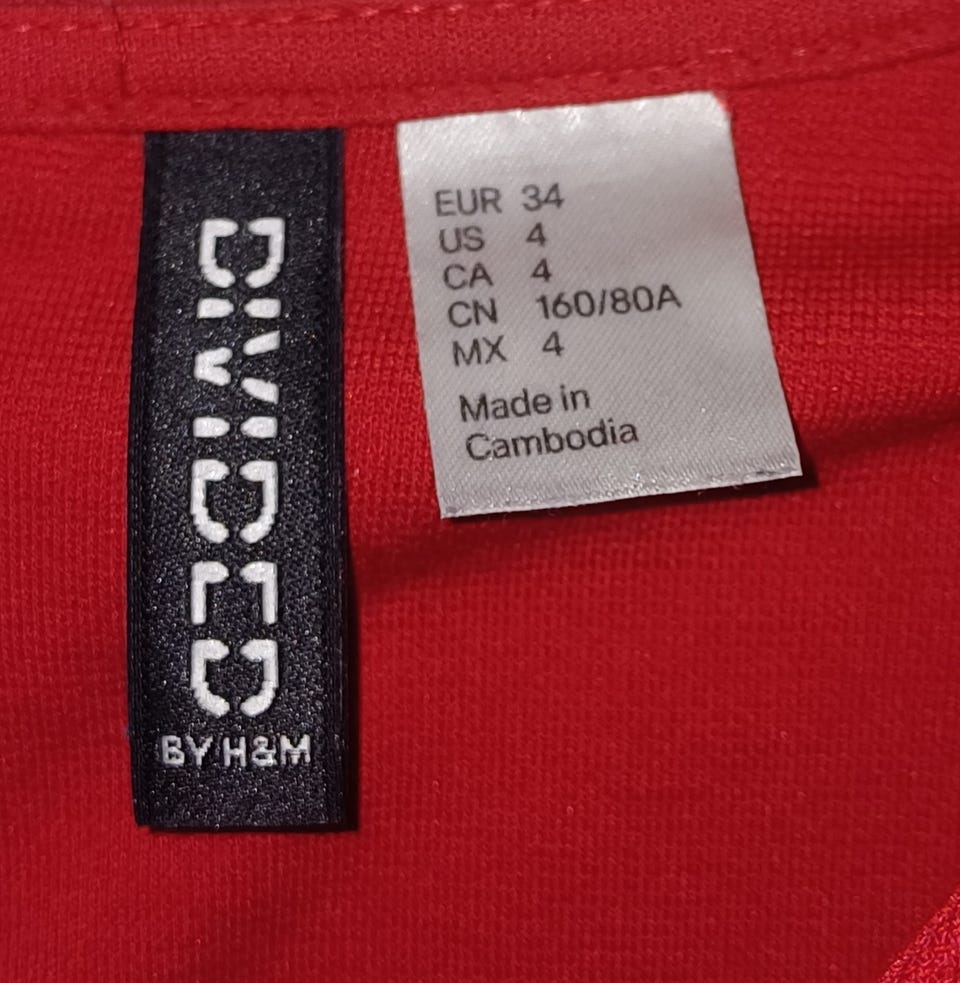 DIVIDED
BY H&M
EUR 34
US 4
CA 4
CN 160/80A
MX 4
Made in
Cambodia